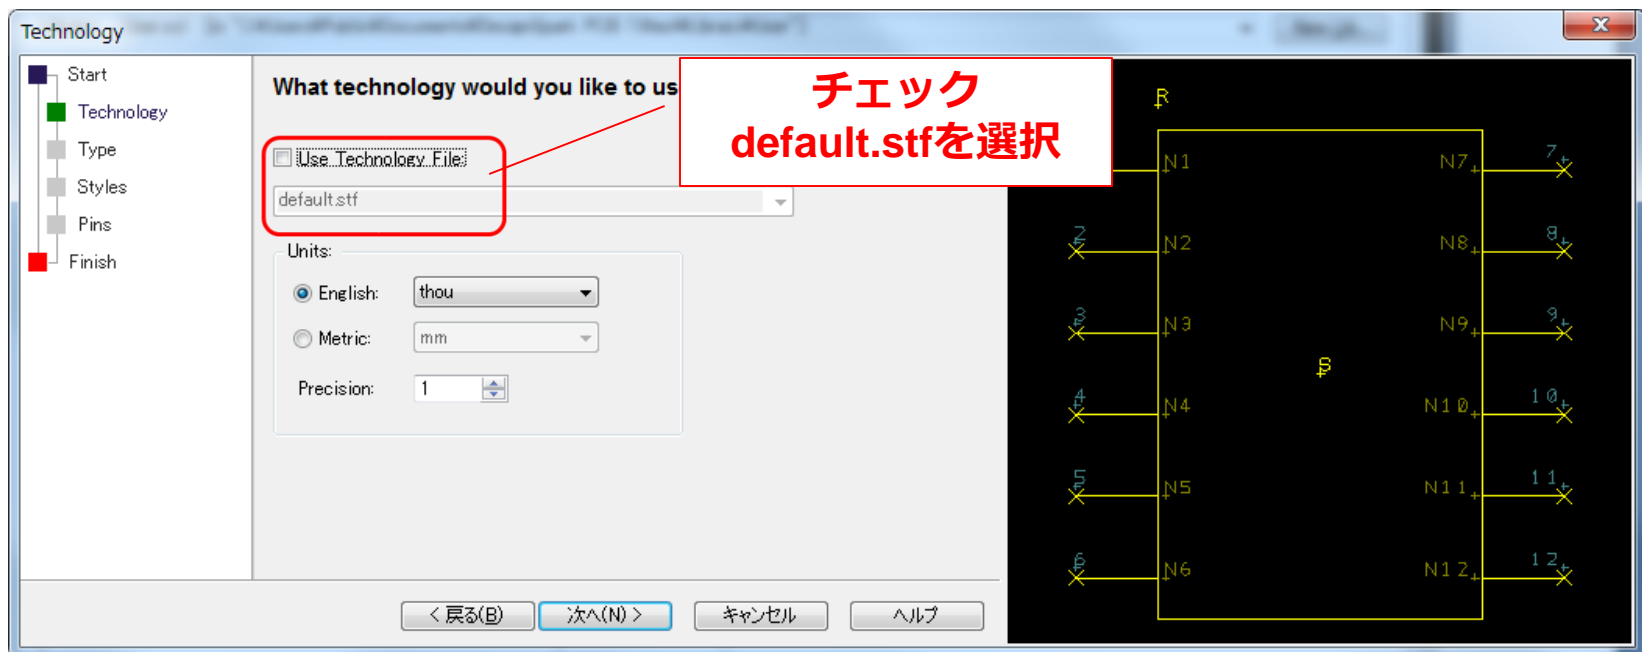 Technology
Start
Technology
Type
Styles
Pins
Finish
What technology would you like to us
チェック
default.stfを選択
Use Technology File:
default.stf
Units:
English:
thou
Metric:
mm
Precision:
1
< 戻る(B)
次へ(N) >
キャンセル
ヘルプ
R
N1
N7
7
2
N2
N8
8
3
N3
N9
9
S
4
N4
N10
10
5
N5
N11
11
6
N6
N12
12